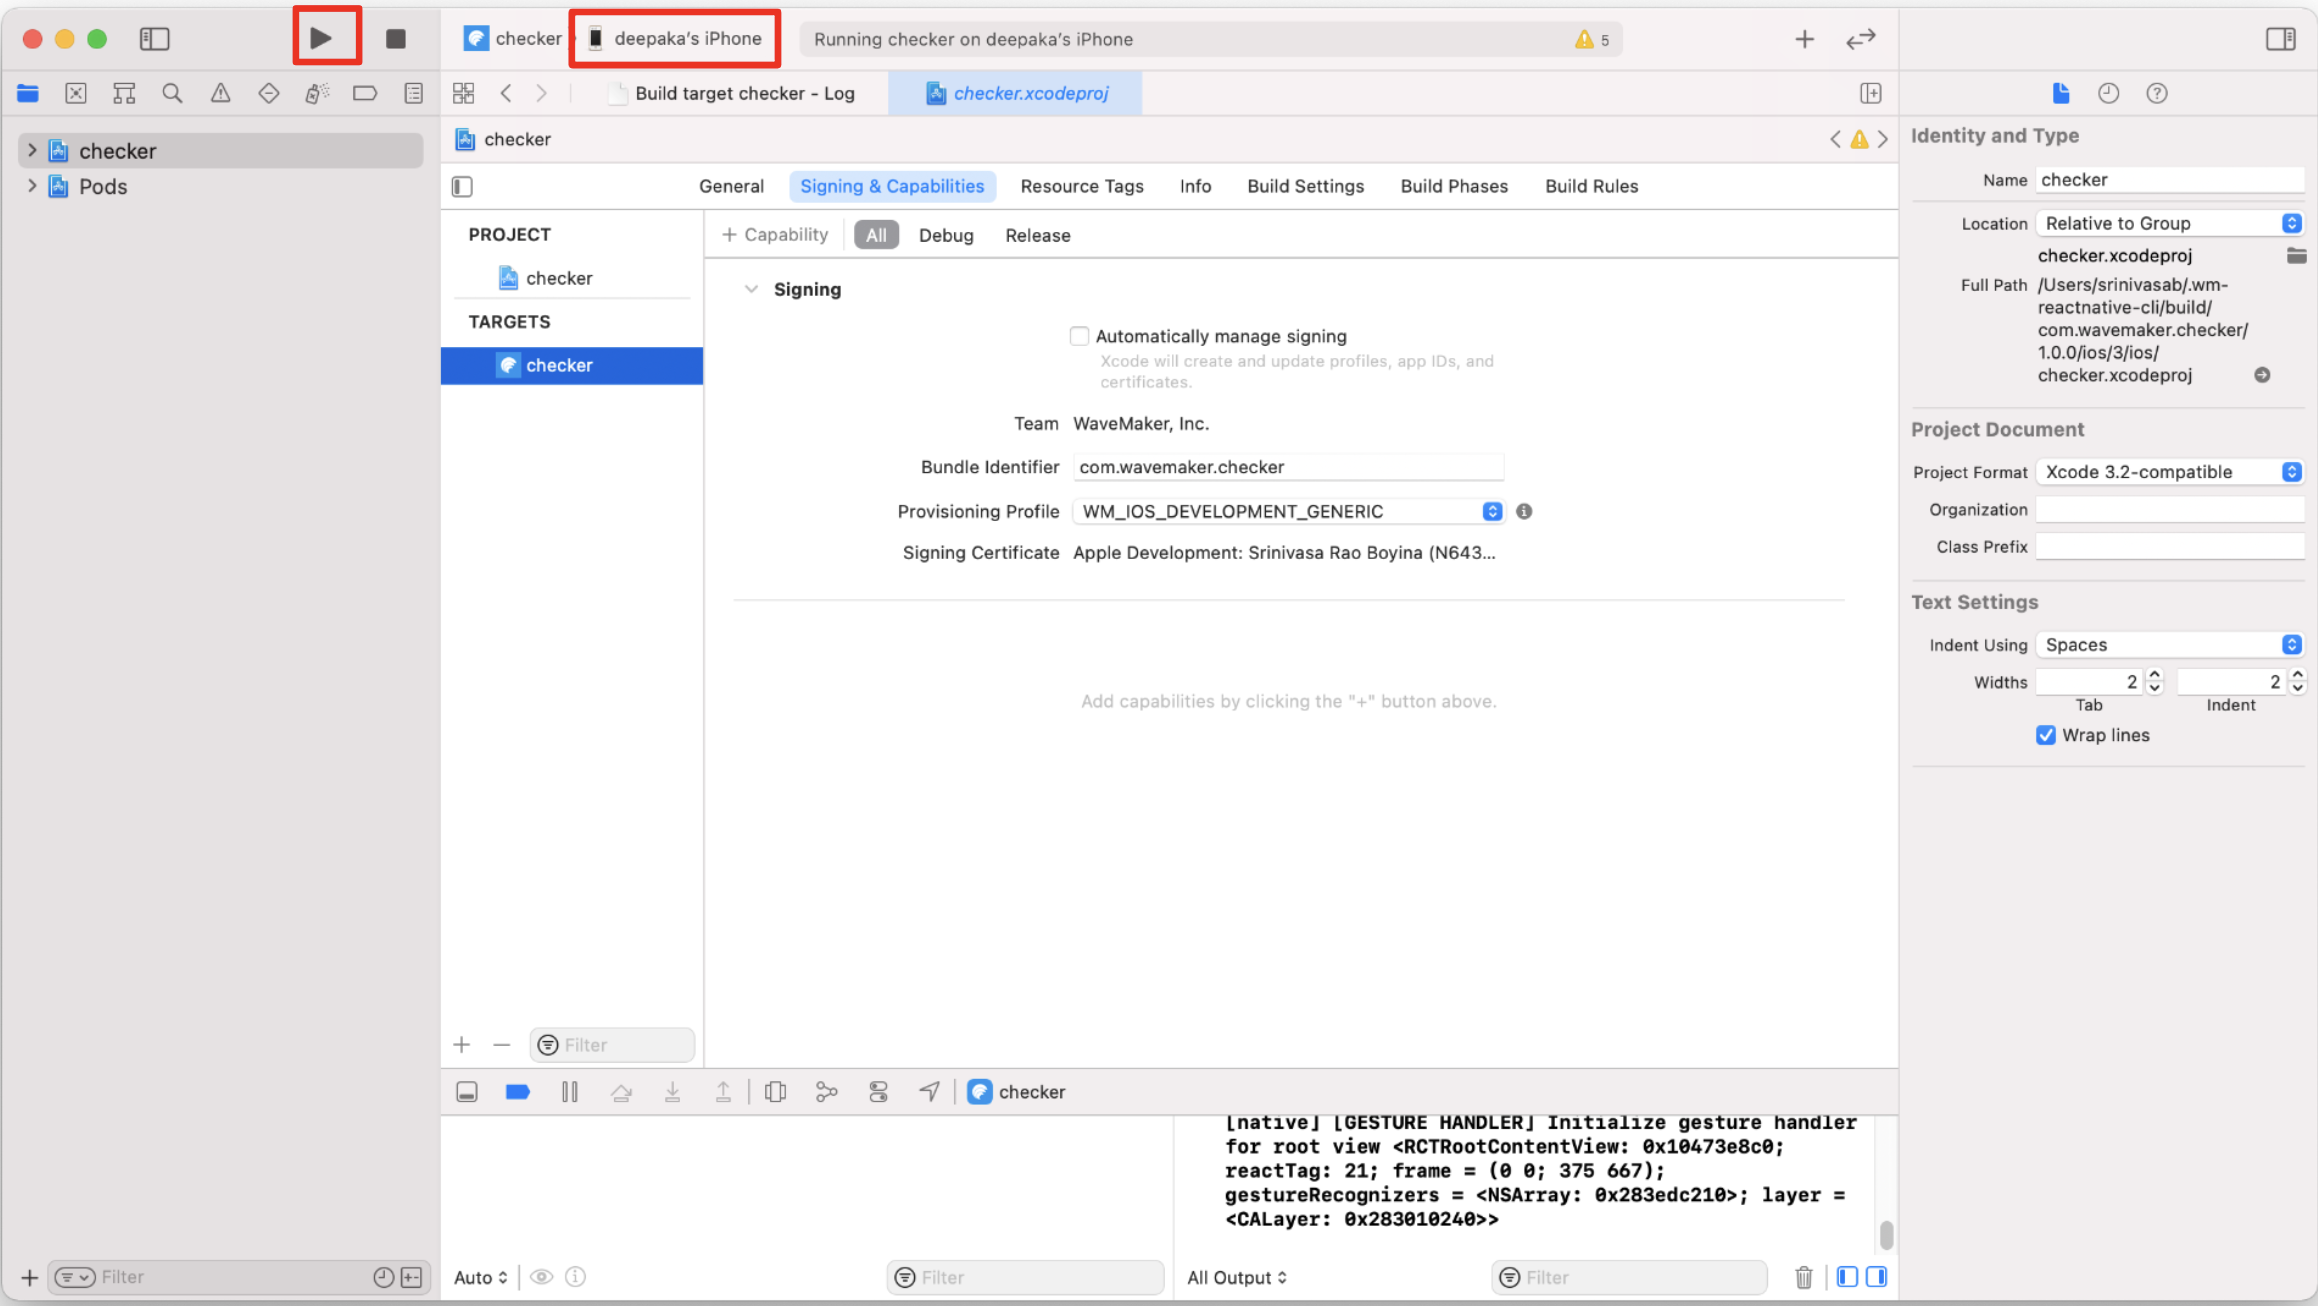 checker
deepaka's iPhone
Running checker on deepaka's iPhone
5
Build target checker - Log
checker.xcodeproj
checker
Pods
checker
General
Signing & Capabilities
Resource Tags
Info
Build Settings
Build Phases
Build Rules
PROJECT
checker
TARGETS
checker
+ Capability
All
Debug
Release
Signing
Automatically manage signing
Xcode will create and update profiles, app IDs, and
certificates.
Team WaveMaker, Inc.
Bundle Identifier com.wavemaker.checker
Provisioning Profile WM_IOS_DEVELOPMENT_GENERIC
Signing Certificate Apple Development: Srinivasa Rao Boyina (N643...
Add capabilities by clicking the "+" button above.
Filter
Identity and Type
Name checker
Location Relative to Group
checker.xcodeproj
Full Path /Users/srinivasab/.wm-
reactnative-cli/build/
com.wavemaker.checker/
1.0.0/ios/3/ios/
checker.xcodeproj
Project Document
Project Format Xcode 3.2-compatible
Organization
Class Prefix
Text Settings
Indent Using Spaces
Widths 2 2
Tab Indent
Wrap lines
checker
[native] [GESTURE HANDLER] Initialize gesture handler
for root view <RCTRootContentView: 0x10473e8c0;
reactTag: 21; frame = (0 0; 375 667);
gestureRecognizers = <NSArray: 0x283edc210>; layer =
<CALayer: 0x283010240>>
Filter
Auto
Filter
All Output
Filter